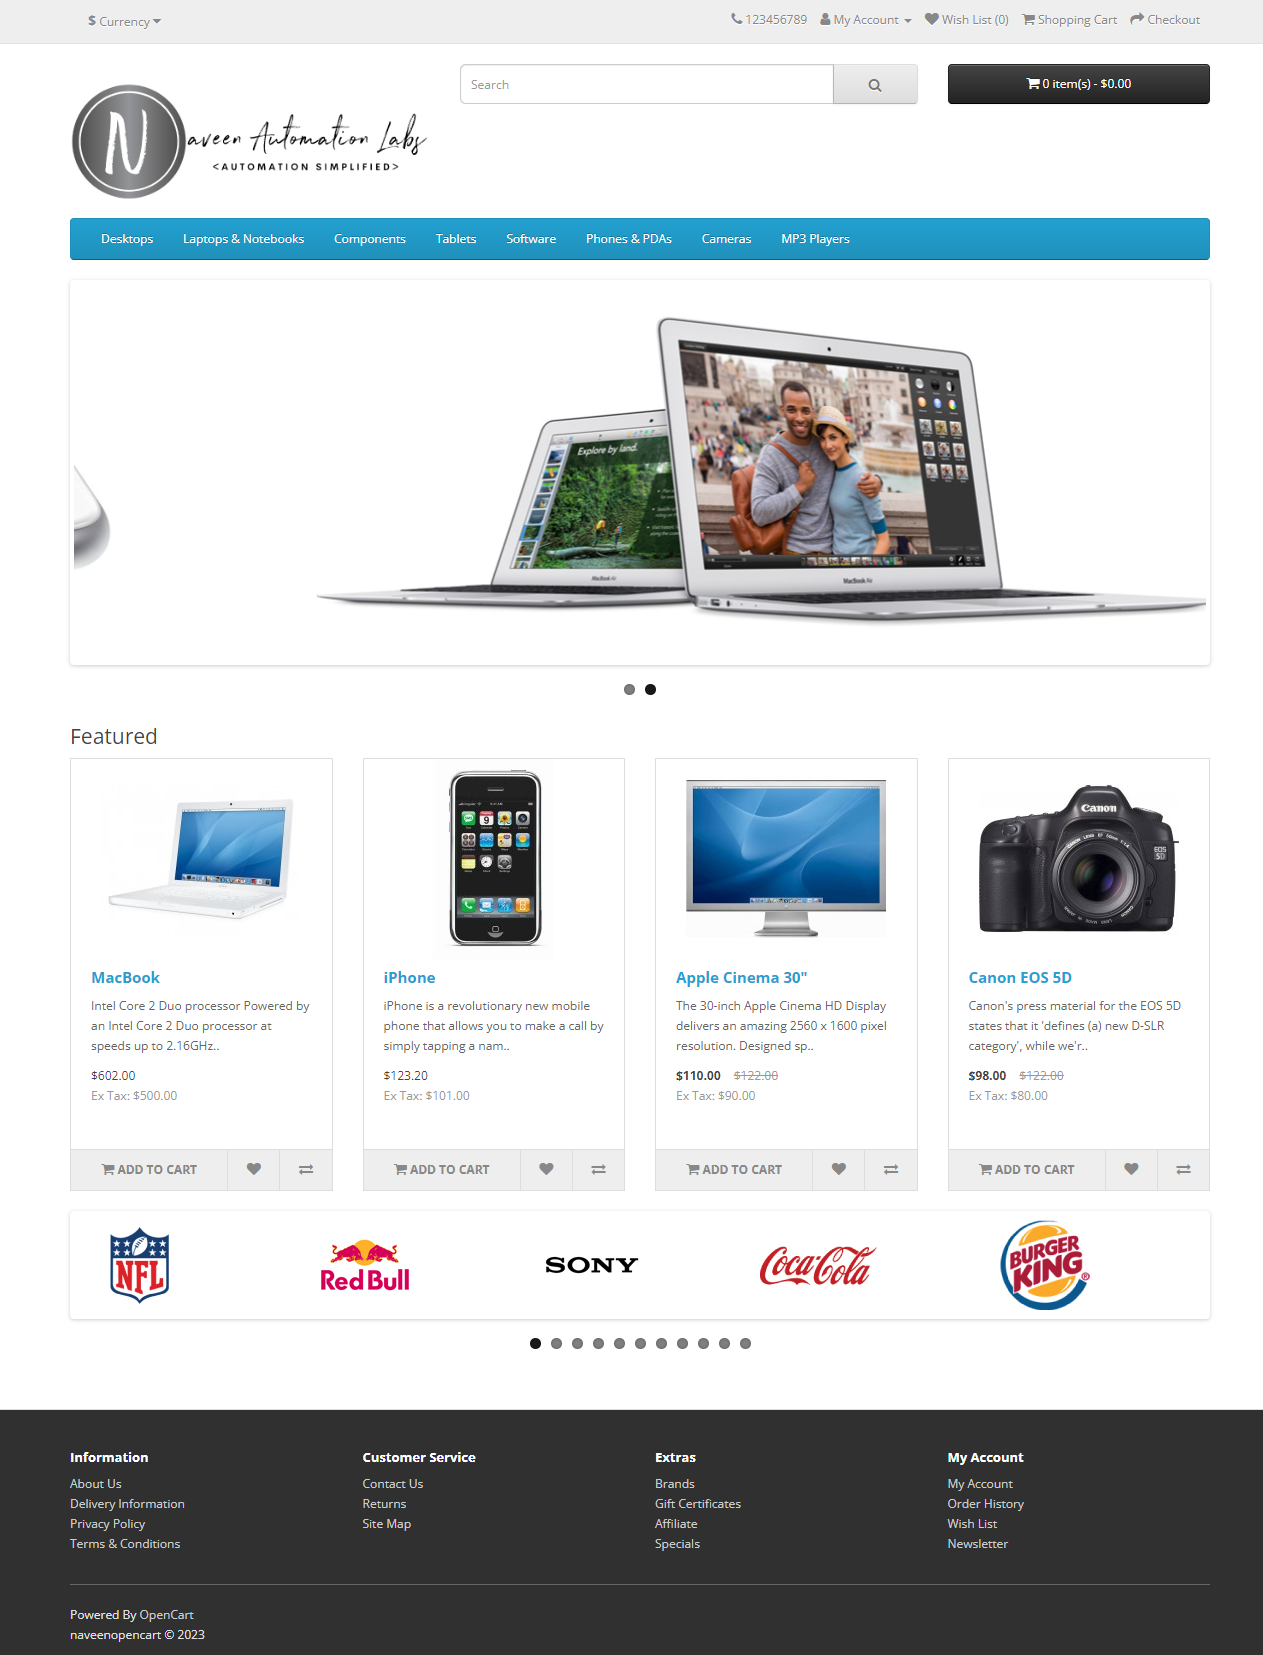 $ Currency
123456789 My Account Wish List (0) Shopping Cart Checkout
Search
0 item(s) - $0.00
N
aveen Automation Labs
<AUTOMATION SIMPLIFIED>
Desktops Laptops & Notebooks Components Tablets Software Phones & PDAs Cameras MP3 Players
Explore by land.
MacBook Air
MacBook Air
Featured
Canon
EOS
5D
MacBook
Intel Core 2 Duo processor Powered by
an Intel Core 2 Duo processor at
speeds up to 2.16GHz..
$602.00
Ex Tax: $500.00
ADD TO CART
iPhone
iPhone is a revolutionary new mobile
phone that allows you to make a call by
simply tapping a nam..
$123.20
Ex Tax: $101.00
ADD TO CART
Apple Cinema 30"
The 30-inch Apple Cinema HD Display
delivers an amazing 2560 x 1600 pixel
resolution. Designed sp..
$110.00 $122.00
Ex Tax: $90.00
ADD TO CART
Canon EOS 5D
Canon's press material for the EOS 5D
states that it 'defines (a) new D-SLR
category', while we'r..
$98.00 $122.00
Ex Tax: $80.00
ADD TO CART
NFL
Red Bull
SONY
Coca-Cola
BURGER
KING
®
Information
About Us
Delivery Information
Privacy Policy
Terms & Conditions
Customer Service
Contact Us
Returns
Site Map
Extras
Brands
Gift Certificates
Affiliate
Specials
My Account
My Account
Order History
Wish List
Newsletter
Powered By OpenCart
naveenopencart © 2023